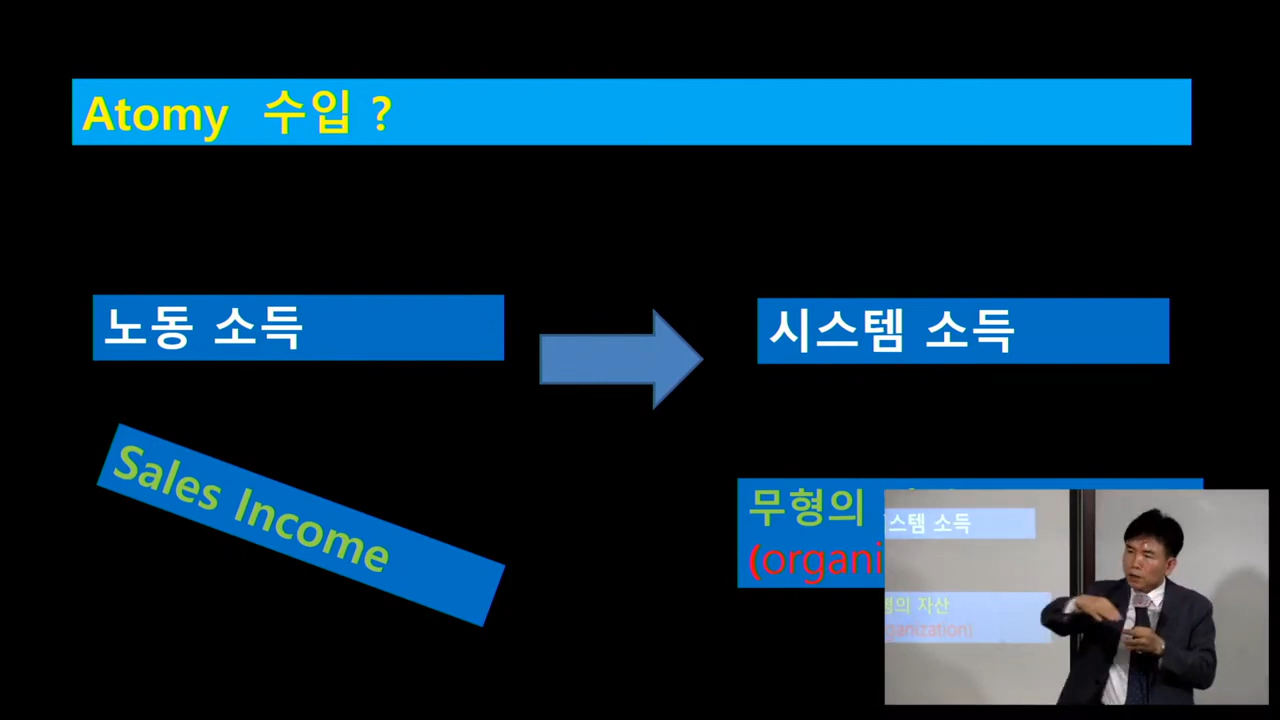 Atomy 수입 ?
노동 소득
시스템 소득
Sales Income
무형의
(organi
스템 소득
형의 자산
ganization)